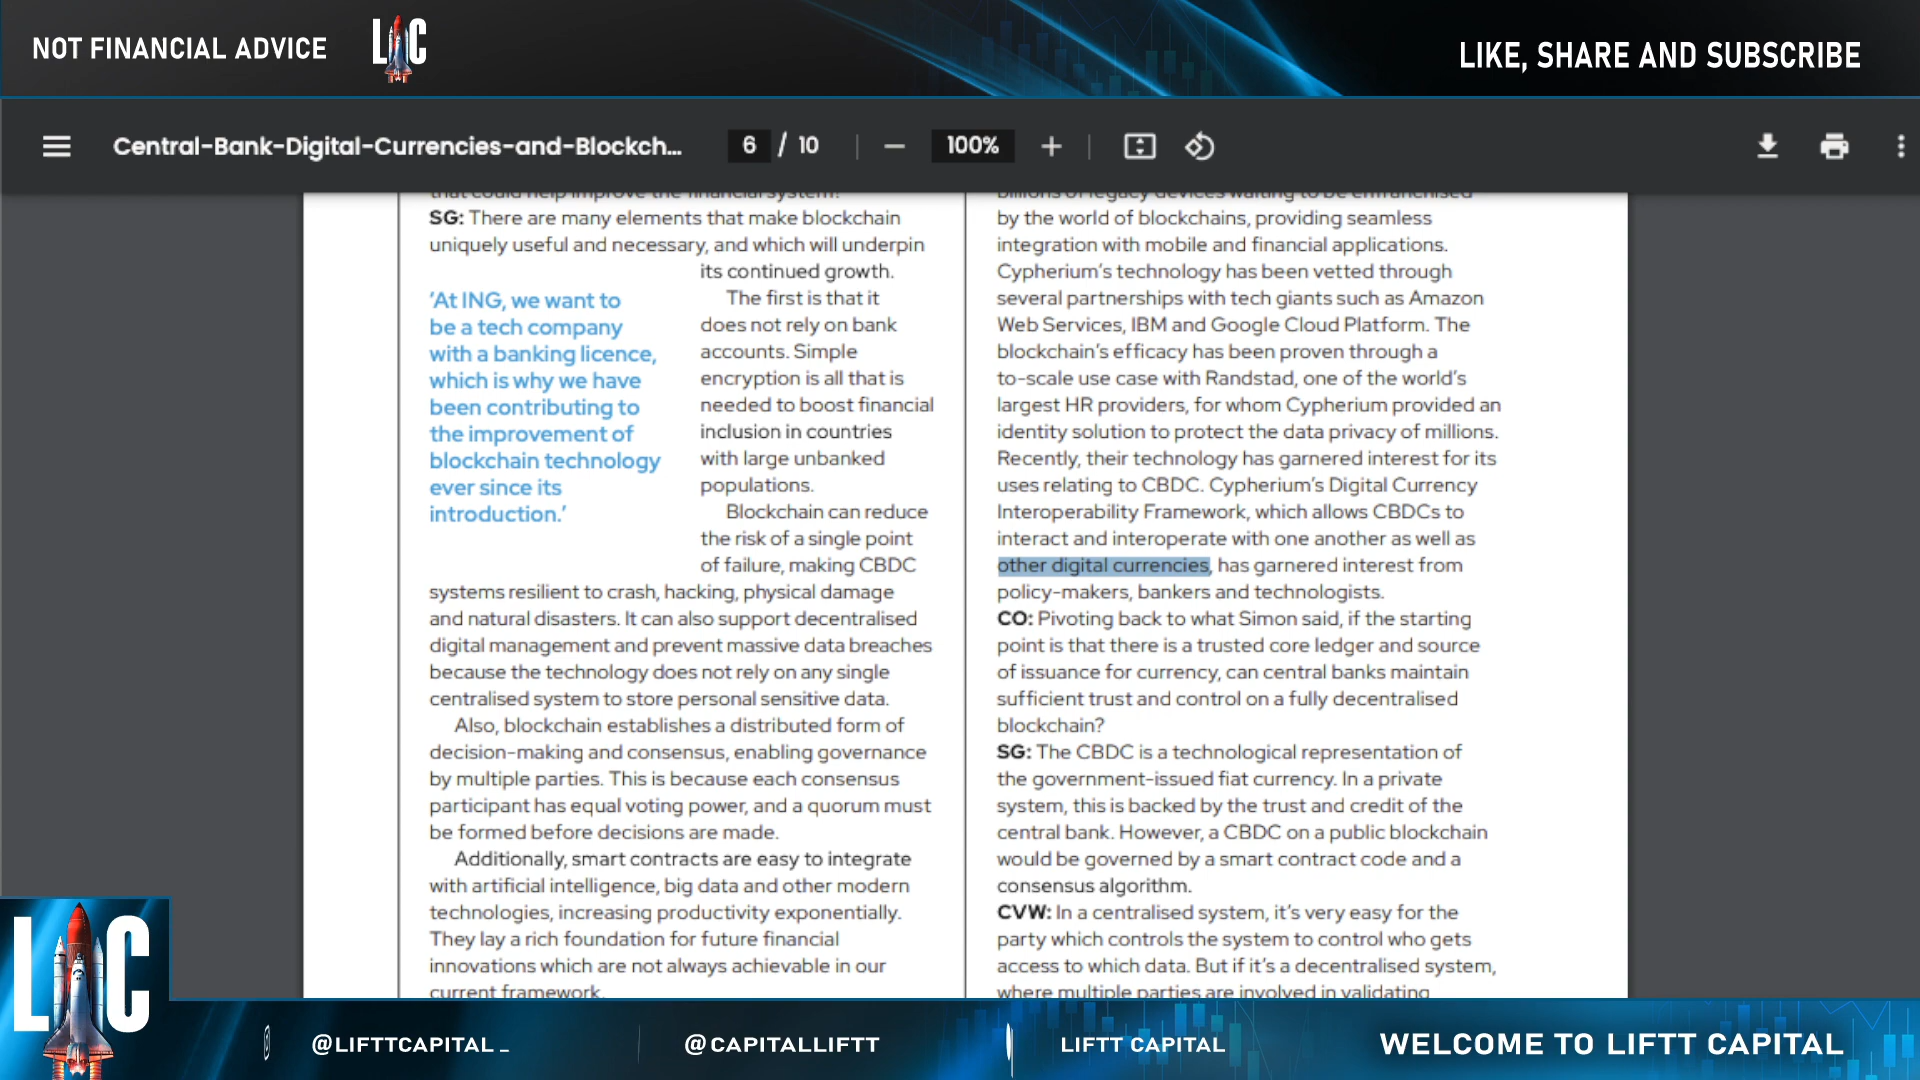 NOT FINANCIAL ADVICE
LC
LIKE, SHARE AND SUBSCRIBE
Central-Bank-Digital-Currencies-and-Blockch...
6 / 10
100%
that could help improve the financial system?
SG: There are many elements that make blockchain
uniquely useful and necessary, and which will underpin
its continued growth.
'At ING, we want to
be a tech company
with a banking licence,
which is why we have
been contributing to
the improvement of
blockchain technology
ever since its
introduction.'
The first is that it
does not rely on bank
accounts. Simple
encryption is all that is
needed to boost financial
inclusion in countries
with large unbanked
populations.
Blockchain can reduce
the risk of a single point
of failure, making CBDC
systems resilient to crash, hacking, physical damage
and natural disasters. It can also support decentralised
digital management and prevent massive data breaches
because the technology does not rely on any single
centralised system to store personal sensitive data.
Also, blockchain establishes a distributed form of
decision-making and consensus, enabling governance
by multiple parties. This is because each consensus
participant has equal voting power, and a quorum must
be formed before decisions are made.
Additionally, smart contracts are easy to integrate
with artificial intelligence, big data and other modern
technologies, increasing productivity exponentially.
They lay a rich foundation for future financial
innovations which are not always achievable in our
current framework.
billions of legacy devices waiting to be enfranchised
by the world of blockchains, providing seamless
integration with mobile and financial applications.
Cypherium's technology has been vetted through
several partnerships with tech giants such as Amazon
Web Services, IBM and Google Cloud Platform. The
blockchain's efficacy has been proven through a
to-scale use case with Randstad, one of the world's
largest HR providers, for whom Cypherium provided an
identity solution to protect the data privacy of millions.
Recently, their technology has garnered interest for its
uses relating to CBDC. Cypherium's Digital Currency
Interoperability Framework, which allows CBDCs to
interact and interoperate with one another as well as
other digital currencies, has garnered interest from
policy-makers, bankers and technologists.
CO: Pivoting back to what Simon said, if the starting
point is that there is a trusted core ledger and source
of issuance for currency, can central banks maintain
sufficient trust and control on a fully decentralised
blockchain?
SG: The CBDC is a technological representation of
the government-issued fiat currency. In a private
system, this is backed by the trust and credit of the
central bank. However, a CBDC on a public blockchain
would be governed by a smart contract code and a
consensus algorithm.
CVW: In a centralised system, it's very easy for the
party which controls the system to control who gets
access to which data. But if it's a decentralised system,
where multiple parties are involved in validating
LC
@LIFTTCAPITAL_
@CAPITALLIFTT
LIFTT CAPITAL
WELCOME TO LIFTT CAPITAL